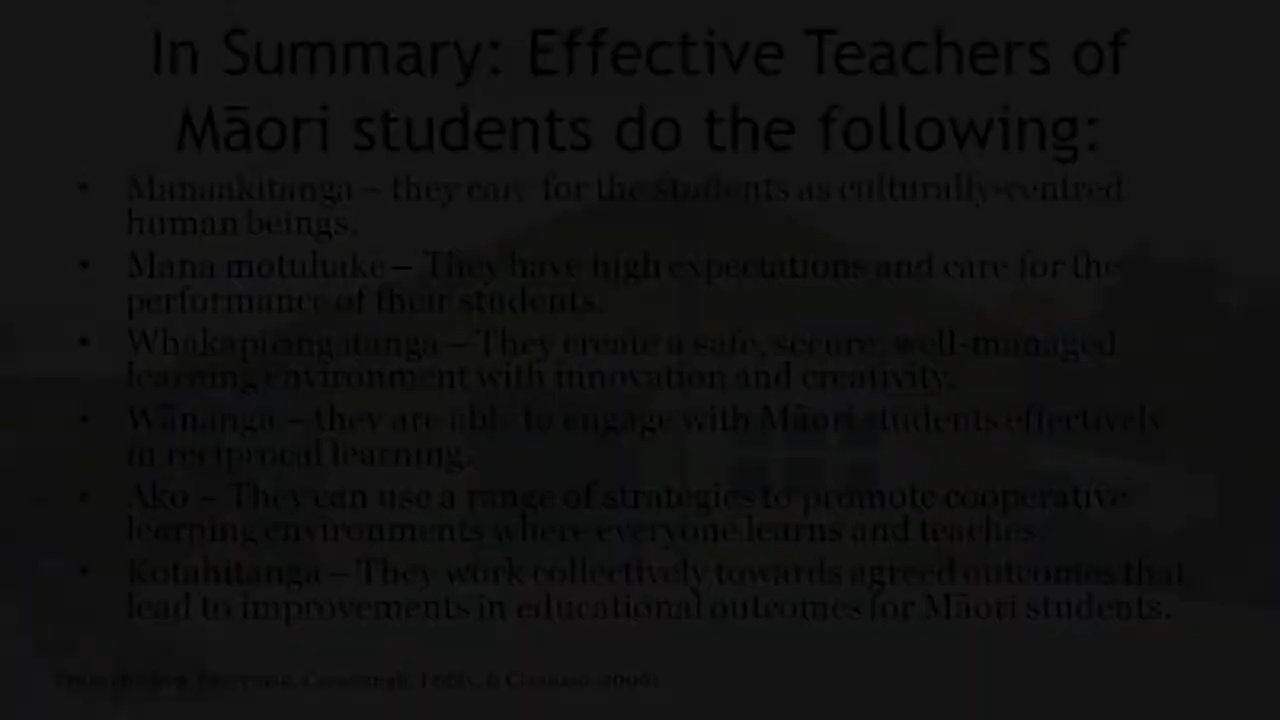 In Summary: Effective Teachers of
Māori students do the following:
• Manaakitanga – they care for the students as culturally-centred
human beings.
• Mana motuhake – They have high expectations and care for the
performance of their students.
• Whakapiringatanga – They create a safe, secure, well-managed
learning environment with innovation and creativity.
• Wānanga – they are able to engage with Māori students effectively
in reciprocal learning.
• Ako – They can use a range of strategies to promote cooperative
learning environments where everyone learns and teaches.
• Kotahitanga – They work collectively towards agreed outcomes that
lead to improvements in educational outcomes for Māori students.